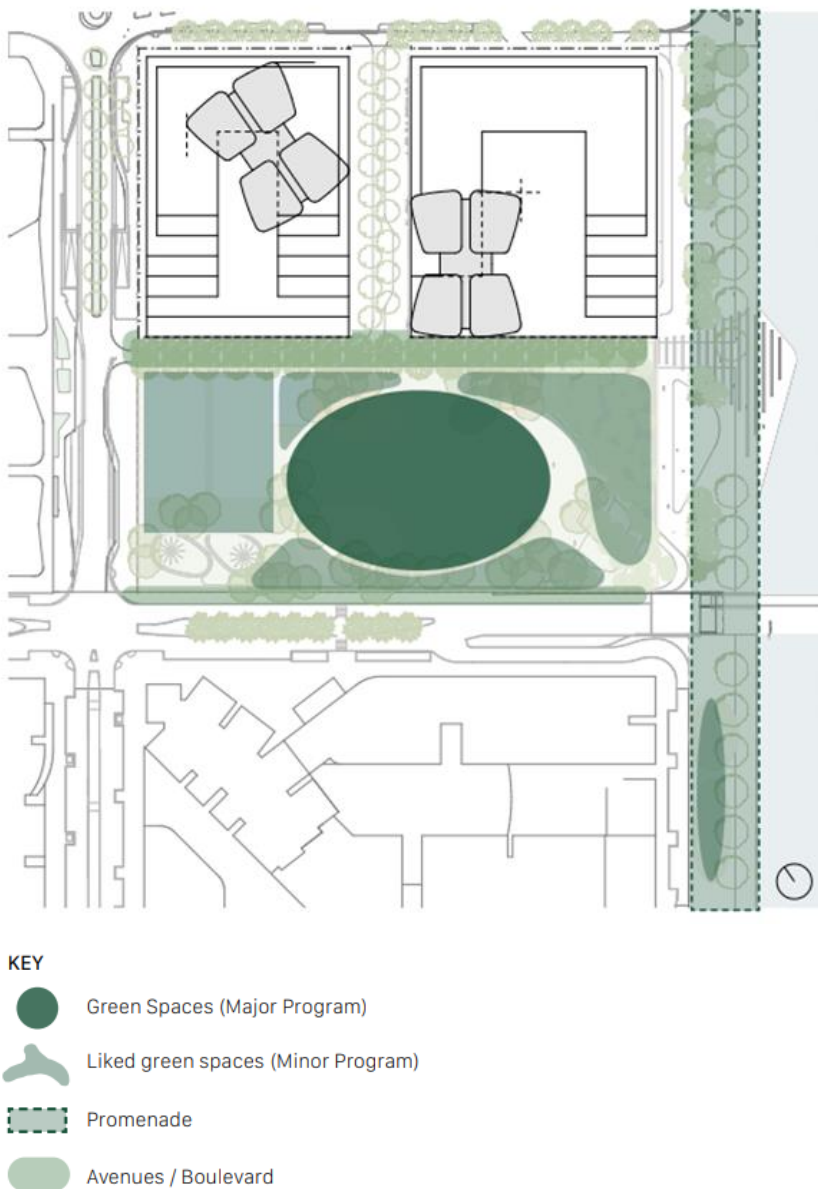 KEY
Green Spaces (Major Program)
Liked green spaces (Minor Program)
Promenade
Avenues / Boulevard